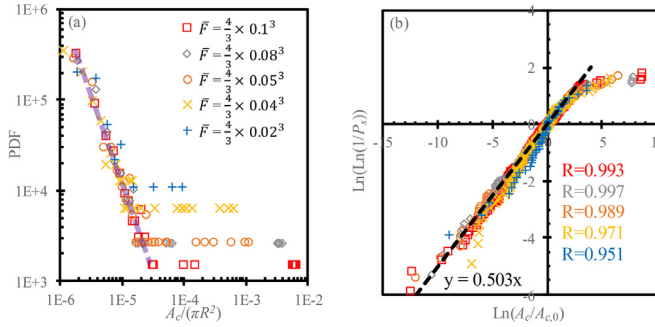 (a)
F̄ = 4/3 × 0.1³
F̄ = 4/3 × 0.08³
F̄ = 4/3 × 0.05³
F̄ = 4/3 × 0.04³
F̄ = 4/3 × 0.02³
PDF
1E+6
1E+5
1E+4
1E+3
1E-6
1E-5
1E-4
1E-3
1E-2
A_c/(πR²)
(b)
Ln(Ln(1/P_s))
4
2
0
-2
-4
-6
-15
-10
-5
5
10
R=0.993
R=0.997
R=0.989
R=0.971
R=0.951
y = 0.503x
Ln(A_c/A_c,0)